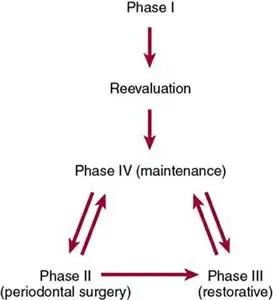 Phase I
Reevaluation
Phase IV (maintenance)
Phase II
(periodontal surgery)
Phase III
(restorative)